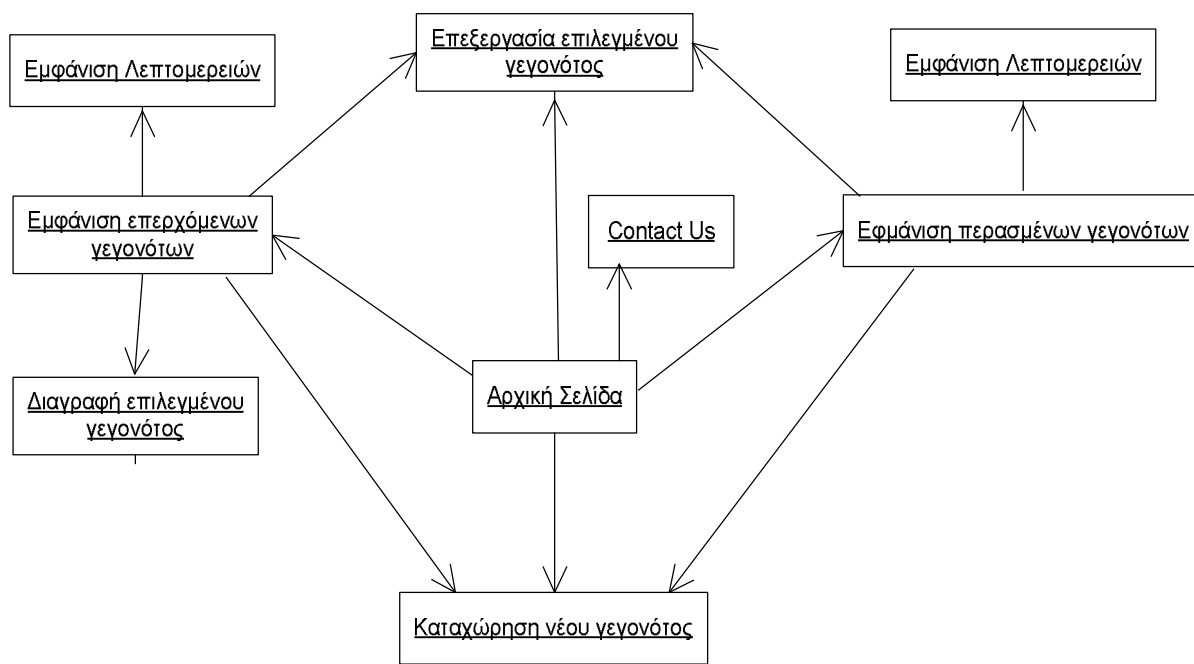 Επεξεργασία επιλεγμένου
γεγονότος
Εμφάνιση Λεπτομερειών
Εμφάνιση Λεπτομερειών
Εμφάνιση επερχόμενων
γεγονότων
Contact Us
Εφμάνιση περασμένων γεγονότων
Διαγραφή επιλεγμένου
γεγονότος
Αρχική Σελίδα
Καταχώρηση νέου γεγονότος